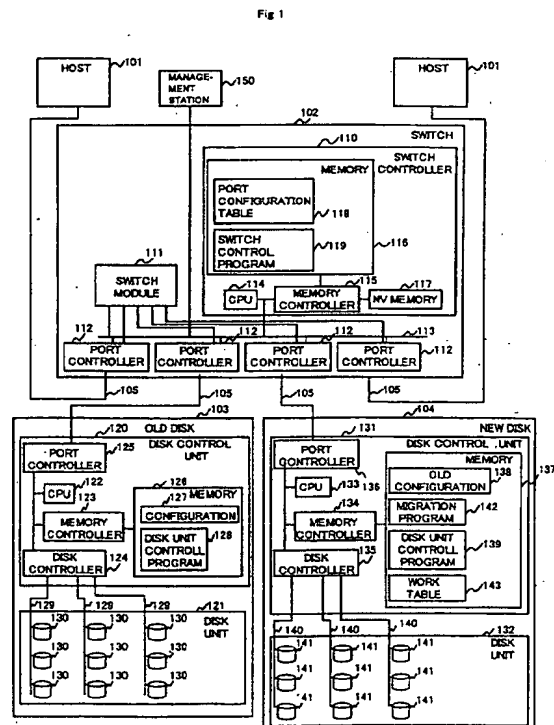 Fig 1
101
HOST
MANAGE-
MENT
STATION
150
HOST
101
102
SWITCH
110
SWITCH
CONTROLLER
MEMORY
PORT
CONFIGURATION
TABLE
118
SWITCH
CONTROL
PROGRAM
119
116
111
SWITCH
MODULE
114
CPU
115
MEMORY
CONTROLLER
117
NV MEMORY
113
112
PORT
CONTROLLER
112
PORT
CONTROLLER
112
PORT
CONTROLLER
PORT
CONTROLLER
112
105
105
105
105
103
120
OLD DISK
DISK CONTROL
UNIT
PORT
CONTROLLER
125
122
CPU
123
MEMORY
CONTROLLER
126
MEMORY
127
CONFIGURATION
DISK UNIT
CONTROLL
PROGRAM
128
DISK
CONTROLLER
124
129
129
129
121
DISK
UNIT
130
130
130
130
130
130
130
130
130
104
131
NEW DISK
DISK CONTROL .UNIT
PORT
CONTROLLER
136
MEMORY
137
OLD
CONFIGURATION
138
CPU
133
134
MEMORY
CONTROLLER
MIGRATION
PROGRAM
142
DISK UNIT
CONTROLL
PROGRAM
139
DISK
CONTROLLER
135
WORK
TABLE
143
140
140
140
132
DISK
UNIT
141
141
141
141
141
141
141
141
141